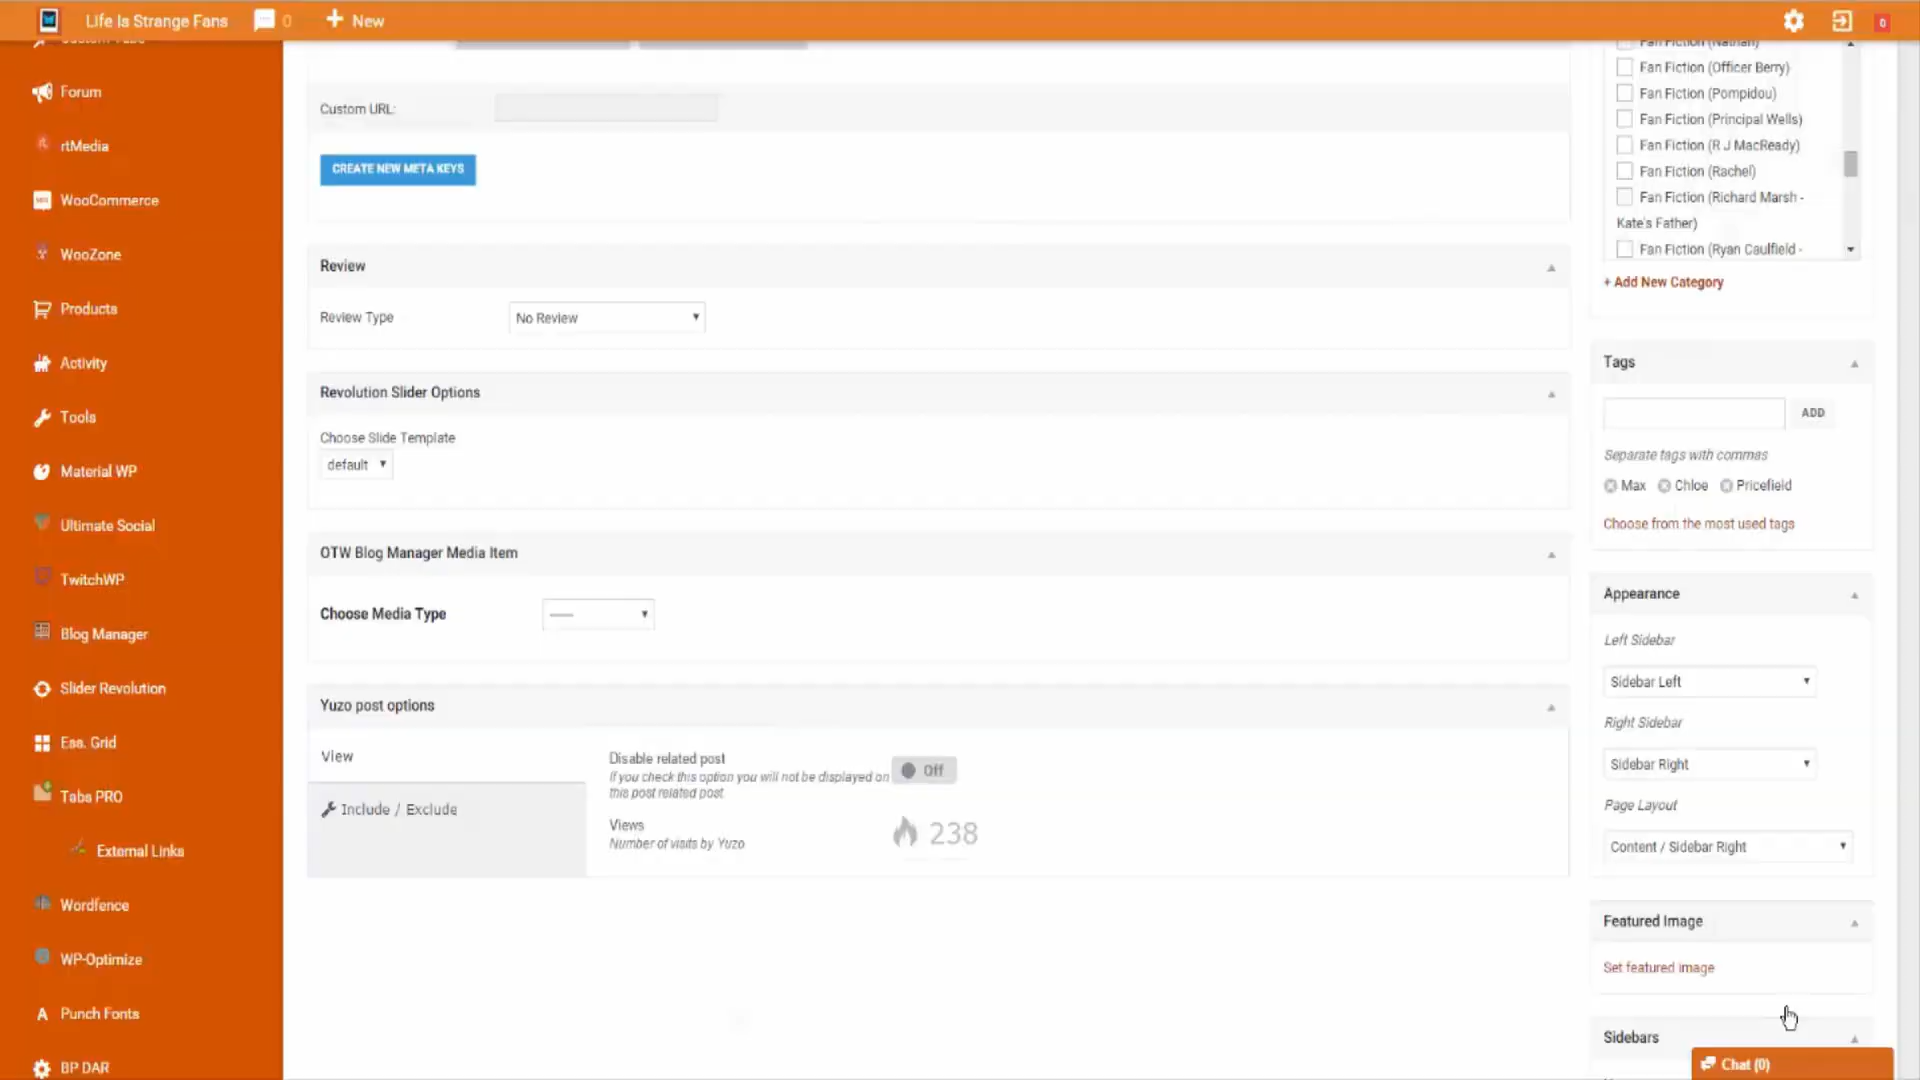 Life Is Strange Fans
0
New
0
Forum
rtMedia
WooCommerce
WooZone
Products
Activity
Tools
Material WP
Ultimate Social
TwitchWP
Blog Manager
Slider Revolution
Ess. Grid
Tabs PRO
External Links
Wordfence
WP-Optimize
Punch Fonts
BP DAR
Custom URL:
CREATE NEW META KEYS
Review
Review Type
No Review
Revolution Slider Options
Choose Slide Template
default
OTW Blog Manager Media Item
Choose Media Type
Yuzo post options
View
Include / Exclude
Disable related post
If you check this option you will not be displayed on
this post related post
Off
Views
Number of visits by Yuzo
238
Fan Fiction (Nathan)
Fan Fiction (Officer Berry)
Fan Fiction (Pompidou)
Fan Fiction (Principal Wells)
Fan Fiction (R J MacReady)
Fan Fiction (Rachel)
Fan Fiction (Richard Marsh -
Kate's Father)
Fan Fiction (Ryan Caulfield -
+ Add New Category
Tags
ADD
Separate tags with commas
Max Chloe Pricefield
Choose from the most used tags
Appearance
Left Sidebar
Sidebar Left
Right Sidebar
Sidebar Right
Page Layout
Content / Sidebar Right
Featured Image
Set featured image
Sidebars
Chat (0)